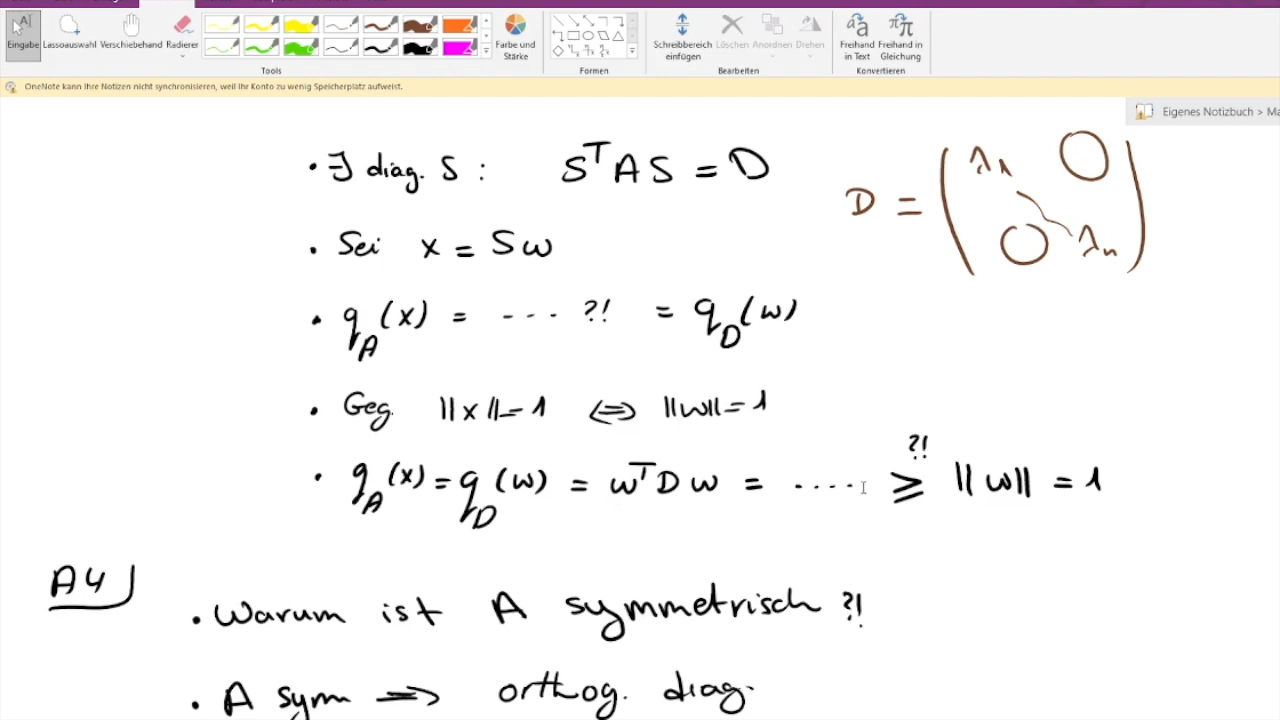 Eingabe Lassoauswahl Verschiebehand Radierer
Farbe und Stärke
Schreibbereich einfügen
Löschen Anordnen Drehen
Freihand in Text
Freihand in Gleichung
Tools
Formen
Bearbeiten
Konvertieren
OneNote kann Ihre Notizen nicht synchronisieren, weil Ihr Konto zu wenig Speicherplatz aufweist.
Eigenes Notizbuch > Ma
• ∃ diag. S : SᵀAS = D
D = ( λ₁ 0
0 λₙ )
• Sei x = Sw
• q_A(x) = --- ?! = q_D(w)
• Geg. ||x|| = 1 <=> ||w|| = 1
?!
• q_A(x) = q_D(w) = wᵀDw = ····· ≥ ||w|| = 1
A4
• Warum ist A symmetrisch ?!
• A sym => orthog. diag.